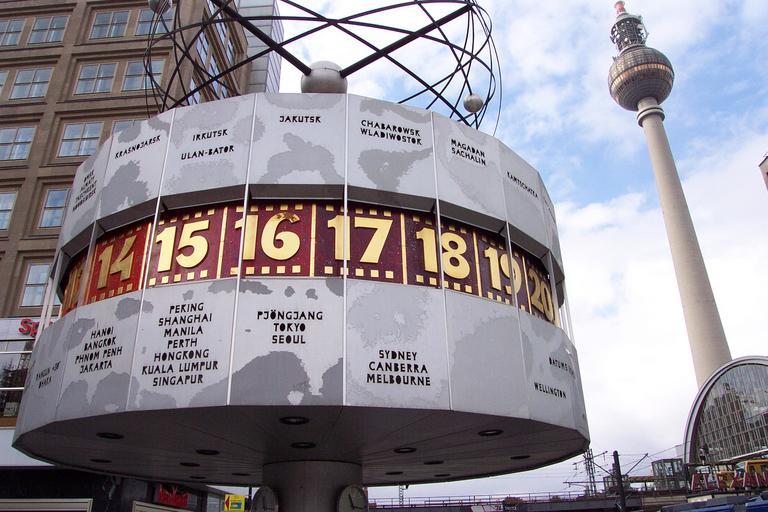 KRASNOJARSK
IRKUTSK
ULAN-BATOR
JAKUTSK
CHABAROWSK
WLADIWOSTOK
MAGADAN
SACHALIN
KAMTSCHATKA
14 15 16 17 18 19 20
HANOI
BANGKOK
PHNOM PENH
JAKARTA
PEKING
SHANGHAI
MANILA
PERTH
HONGKONG
KUALA LUMPUR
SINGAPUR
PJÖNGJANG
TOKYO
SEOUL
SYDNEY
CANBERRA
MELBOURNE
DATUMS
WELLINGTON